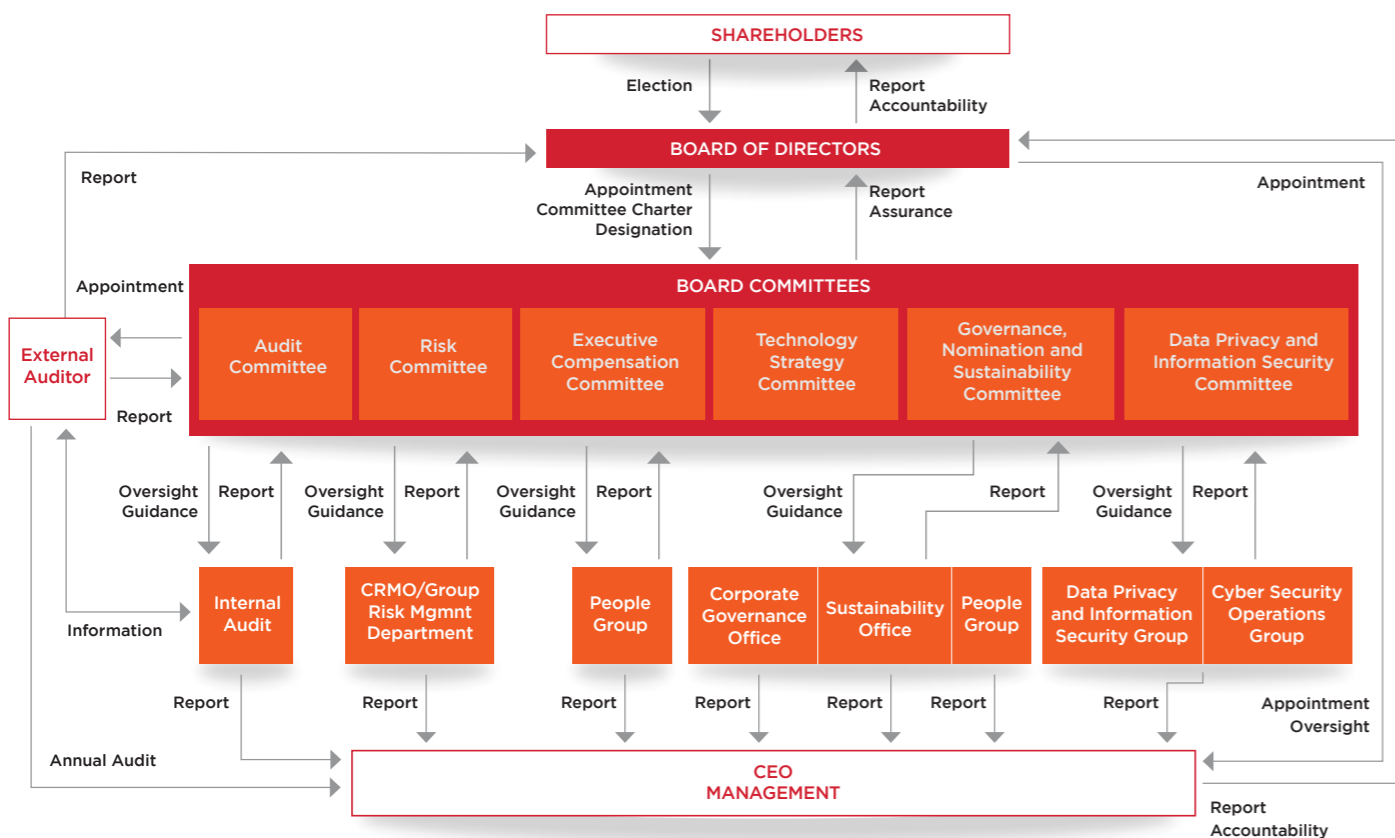 SHAREHOLDERS
Election
Report
Accountability
BOARD OF DIRECTORS
Report
Appointment
Appointment
Committee Charter
Designation
Report
Assurance
Appointment
BOARD COMMITTEES
External
Auditor
Report
Audit
Committee
Risk
Committee
Executive
Compensation
Committee
Technology
Strategy
Committee
Governance,
Nomination and
Sustainability
Committee
Data Privacy and
Information Security
Committee
Oversight
Guidance
Report
Oversight
Guidance
Report
Oversight
Guidance
Report
Oversight
Guidance
Report
Oversight
Guidance
Report
Information
Internal
Audit
CRMO/Group
Risk Mgmnt
Department
People
Group
Corporate
Governance
Office
Sustainability
Office
People
Group
Data Privacy
and Information
Security Group
Cyber Security
Operations
Group
Report
Report
Report
Report
Report
Report
Report
Appointment
Oversight
Annual Audit
CEO
MANAGEMENT
Report
Accountability